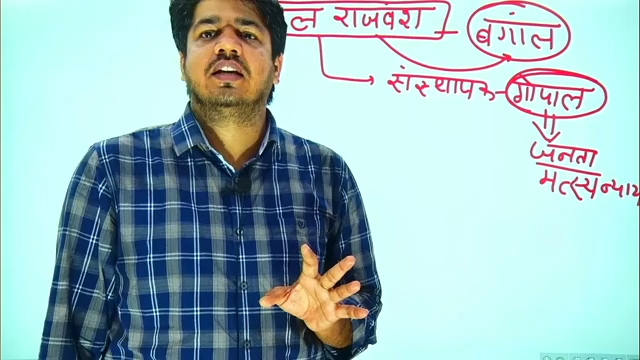 ल राजवंश - बंगाल
संस्थापक - गोपाल
जनता
मत्स्यन्याय